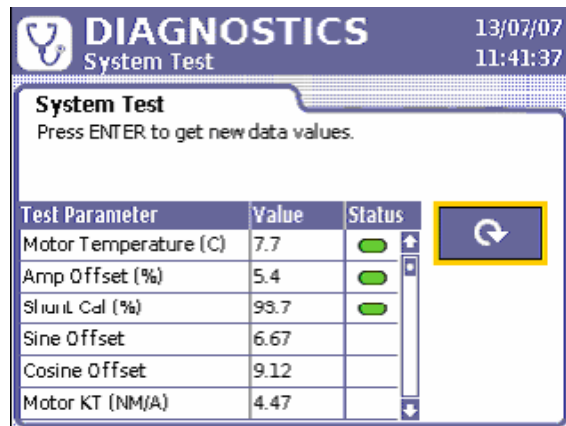 DIAGNOSTICS
13/07/07
System Test
11:41:37
System Test
Press ENTER to get new data values.
Test Parameter Value Status
Motor Temperature (C) 7.7
Amp Offset (%) 5.4
Shunt Cal (%) 98.7
Sine Offset 6.67
Cosine Offset 9.12
Motor KT (NM/A) 4.47